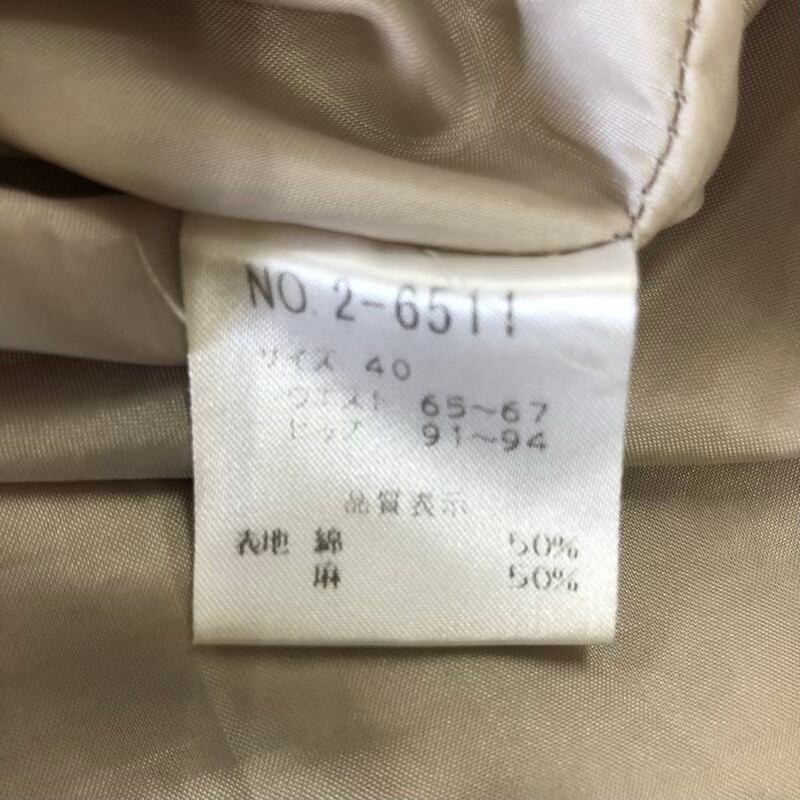 NO. 2-6511
サイズ 40
ウエスト 65〜67
ヒップ 91〜94
品質表示
表地 綿 50%
麻 50%